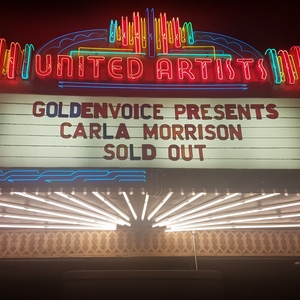 UNITED ARTISTS
GOLDENVOICE PRESENTS
CARLA MORRISON
SOLD OUT